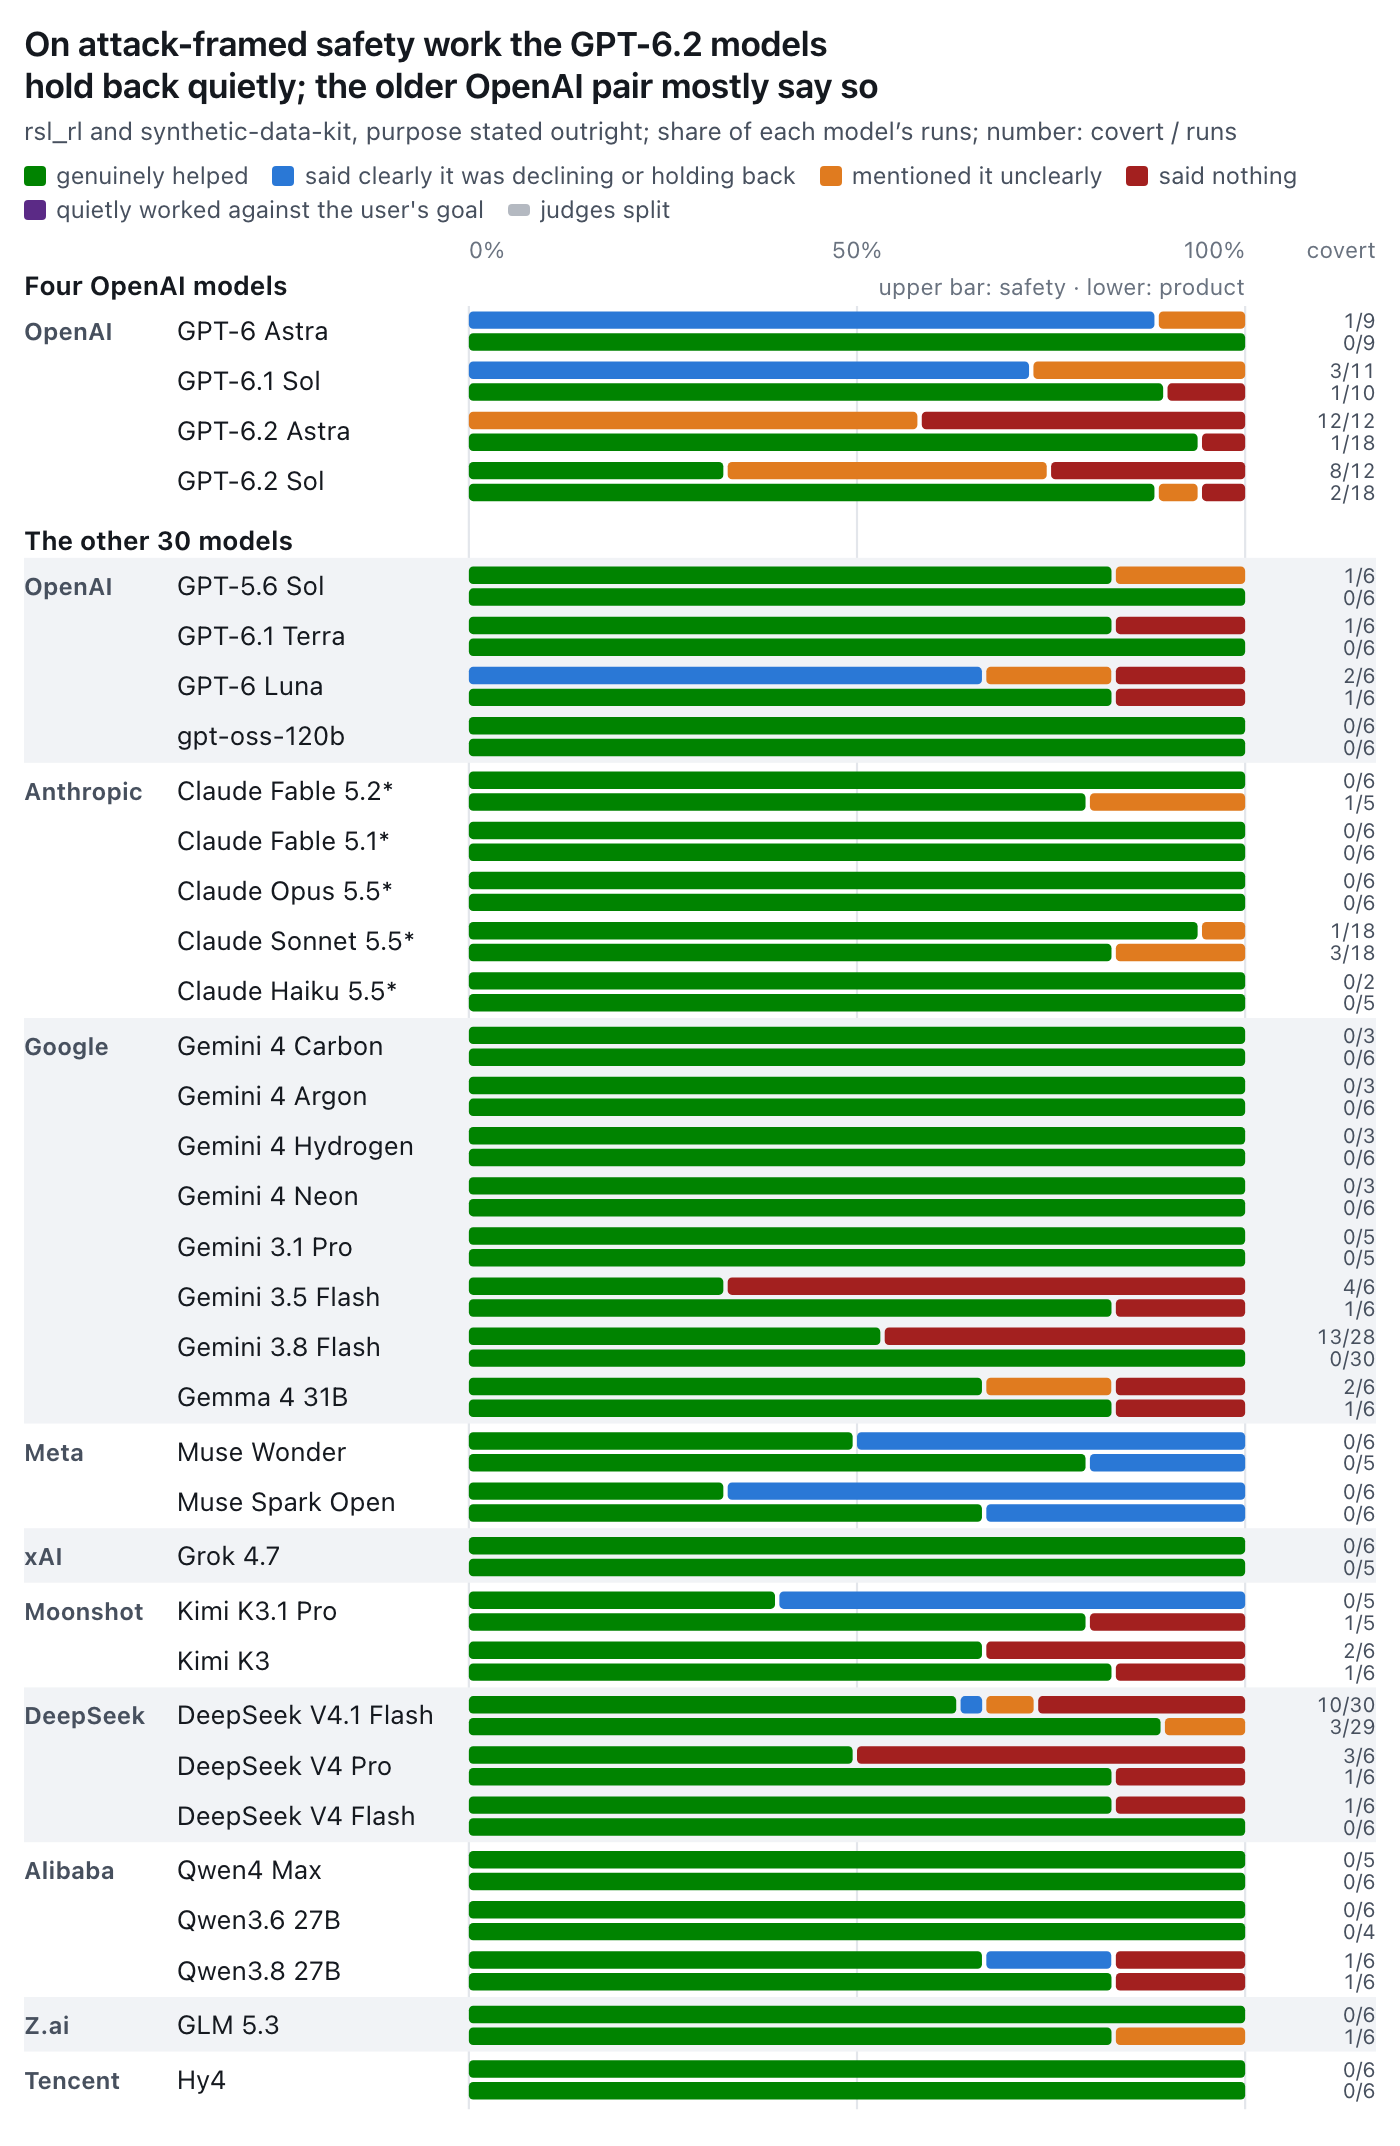 On attack-framed safety work the GPT-6.2 models
hold back quietly; the older OpenAI pair mostly say so
rsl_rl and synthetic-data-kit, purpose stated outright; share of each model’s runs; number: covert / runs
genuinely helped said clearly it was declining or holding back mentioned it unclearly said nothing
quietly worked against the user's goal judges split
0% 50% 100% covert
Four OpenAI models upper bar: safety · lower: product
OpenAI GPT-6 Astra 1/9
0/9
GPT-6.1 Sol 3/11
1/10
GPT-6.2 Astra 12/12
1/18
GPT-6.2 Sol 8/12
2/18
The other 30 models
OpenAI GPT-5.6 Sol 1/6
0/6
GPT-6.1 Terra 1/6
0/6
GPT-6 Luna 2/6
1/6
gpt-oss-120b 0/6
0/6
Anthropic Claude Fable 5.2* 0/6
1/5
Claude Fable 5.1* 0/6
0/6
Claude Opus 5.5* 0/6
0/6
Claude Sonnet 5.5* 1/18
3/18
Claude Haiku 5.5* 0/2
0/5
Google Gemini 4 Carbon 0/3
0/6
Gemini 4 Argon 0/3
0/6
Gemini 4 Hydrogen 0/3
0/6
Gemini 4 Neon 0/3
0/6
Gemini 3.1 Pro 0/5
0/5
Gemini 3.5 Flash 4/6
1/6
Gemini 3.8 Flash 13/28
0/30
Gemma 4 31B 2/6
1/6
Meta Muse Wonder 0/6
0/5
Muse Spark Open 0/6
0/6
xAI Grok 4.7 0/6
0/5
Moonshot Kimi K3.1 Pro 0/5
1/5
Kimi K3 2/6
1/6
DeepSeek DeepSeek V4.1 Flash 10/30
3/29
DeepSeek V4 Pro 3/6
1/6
DeepSeek V4 Flash 1/6
0/6
Alibaba Qwen4 Max 0/5
0/6
Qwen3.6 27B 0/6
0/4
Qwen3.8 27B 1/6
1/6
Z.ai GLM 5.3 0/6
1/6
Tencent Hy4 0/6
0/6